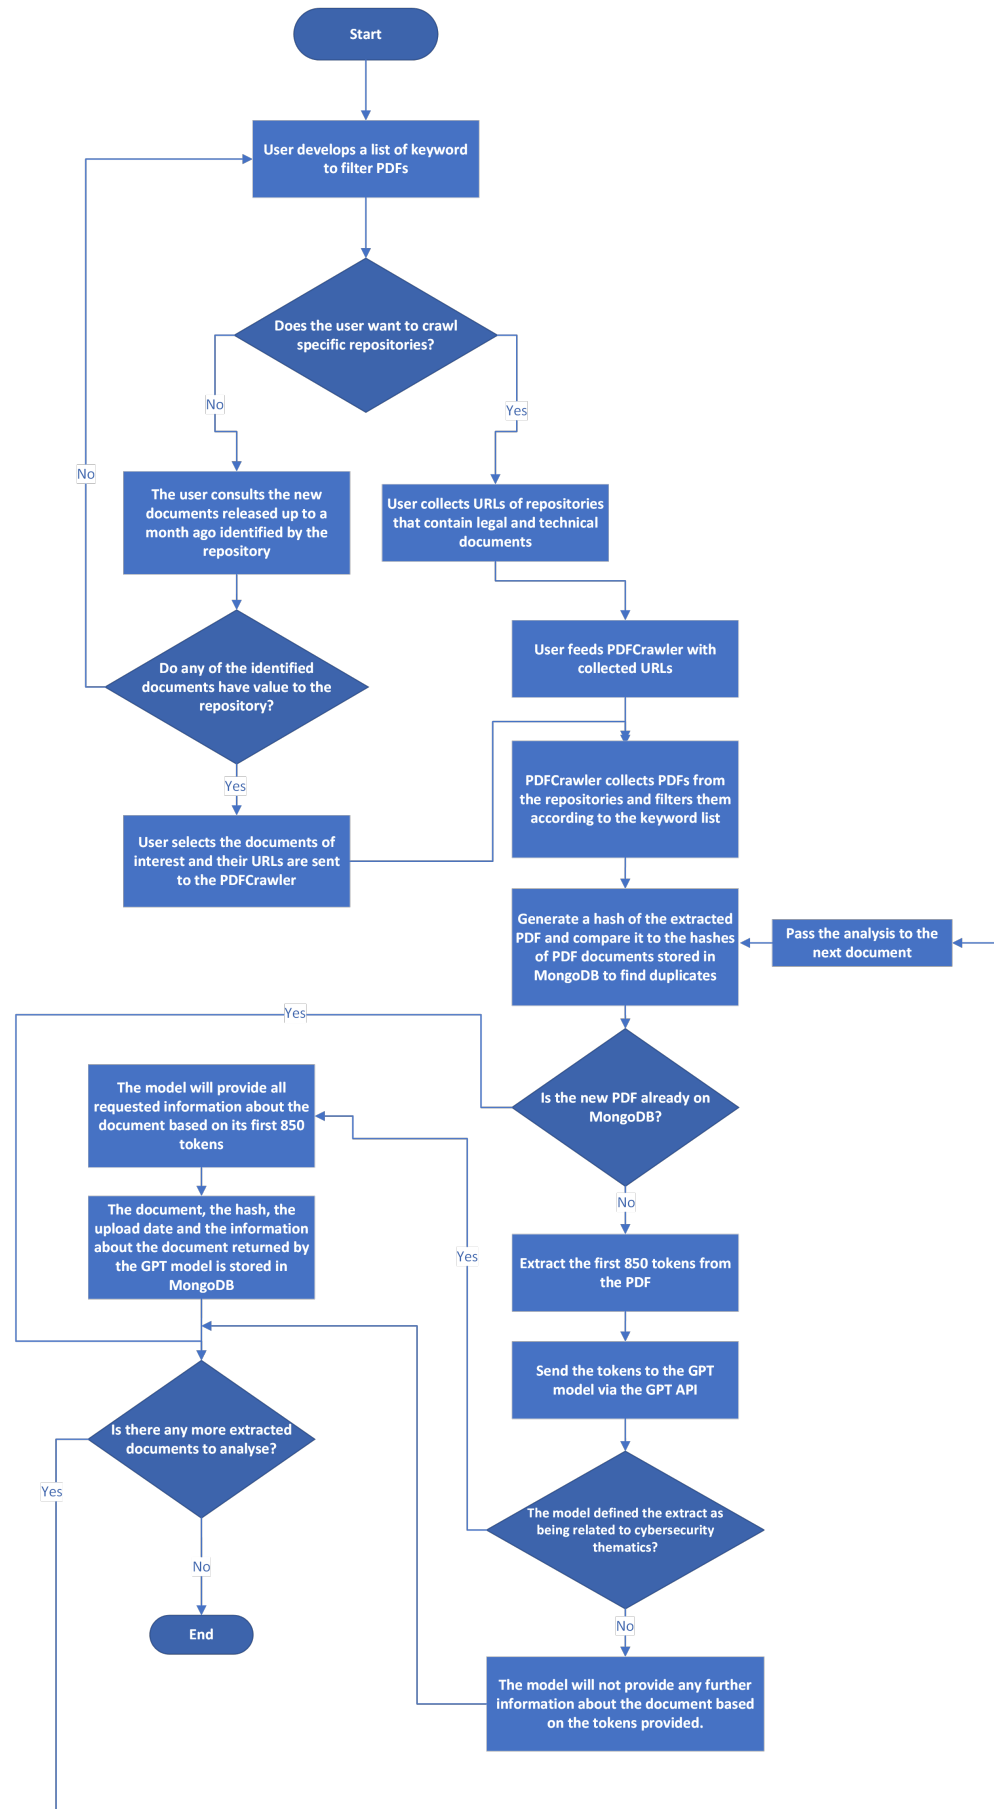 Start
User develops a list of keyword
to filter PDFs
Does the user want to crawl
specific repositories?
No
Yes
No
The user consults the new
documents released up to a
month ago identified by the
repository
User collects URLs of repositories
that contain legal and technical
documents
Do any of the identified
documents have value to the
repository?
User feeds PDFCrawler with
collected URLs
Yes
User selects the documents of
interest and their URLs are sent
to the PDFCrawler
PDFCrawler collects PDFs from
the repositories and filters them
according to the keyword list
Generate a hash of the extracted
PDF and compare it to the hashes
of PDF documents stored in
MongoDB to find duplicates
Pass the analysis to the
next document
Yes
Is the new PDF already on
MongoDB?
The model will provide all
requested information about the
document based on its first 850
tokens
No
The document, the hash, the
upload date and the information
about the document returned by
the GPT model is stored in
MongoDB
Yes
Extract the first 850 tokens from
the PDF
Send the tokens to the GPT
model via the GPT API
Is there any more extracted
documents to analyse?
Yes
The model defined the extract as
being related to cybersecurity
thematics?
No
No
End
The model will not provide any further
information about the document based
on the tokens provided.